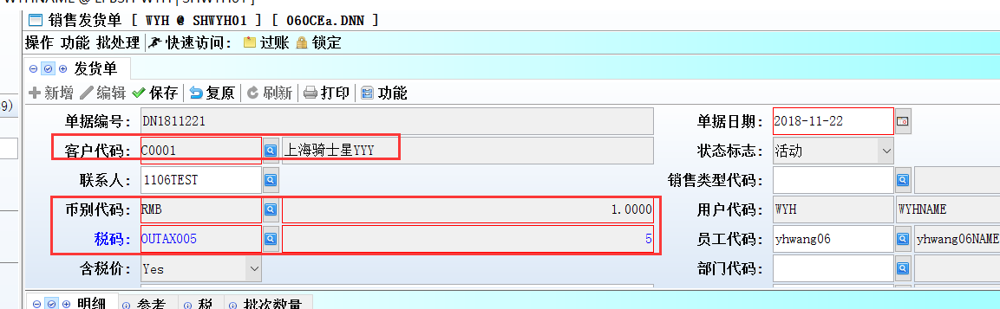 销售发货单 [ WYH @ SHWYH01 ] [ 060CEa.DNN ]
操作 功能 批处理 快速访问: 过账 锁定
发货单
新增 编辑 保存 复原 刷新 打印 功能
9)
单据编号: DN1811221 单据日期: 2018-11-22
客户代码: C0001 上海骑士星YYY 状态标志: 活动
联系人: 1106TEST 销售类型代码:
币别代码: RMB 1.0000 用户代码: WYH WYHNAME
税码: OUTAX005 5 员工代码: yhwang06 yhwang06NAME
含税价: Yes 部门代码:
明细 参考 税 批次数量